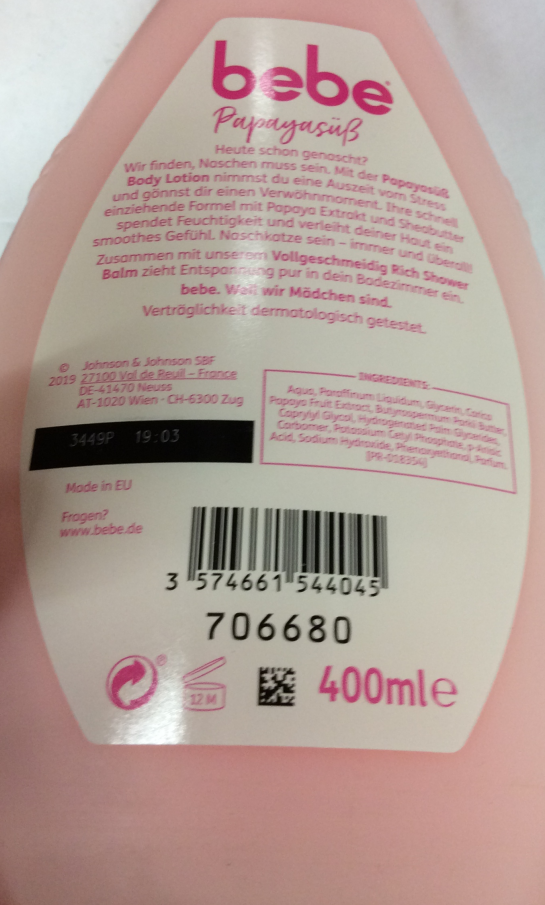 bebe®
Papayasüß
Heute schon genascht?
Wir finden, Naschen muss sein. Mit der Papayasüß
Body Lotion nimmst du eine Auszeit vom Stress
und gönnst dir einen Verwöhnmoment. Ihre schnell
einziehende Formel mit Papaya Extrakt und Sheabutter
spendet Feuchtigkeit und verleiht deiner Haut ein
smoothes Gefühl. Naschkatze sein – immer und überall!
Zusammen mit unserem Vollgeschmeidig Rich Shower
Balm zieht Entspannung pur in dein Badezimmer ein.
bebe. Weil wir Mädchen sind.
Verträglichkeit dermatologisch getestet.
© Johnson & Johnson SBF
2019 27100 Val de Reuil – France
DE-41470 Neuss
AT-1020 Wien · CH-6300 Zug
3449P 19:03
INGREDIENTS:
Aqua, Paraffinum Liquidum, Glycerin, Carica
Papaya Fruit Extract, Butyrospermum Parkii Butter,
Caprylyl Glycol, Hydrogenated Palm Glycerides,
Carbomer, Potassium Cetyl Phosphate, p-Anisic
Acid, Sodium Hydroxide, Phenoxyethanol, Parfum
[PR-018354]
Made in EU
Fragen?
www.bebe.de
3 574661 544045
706680
®
12 M
400ml e